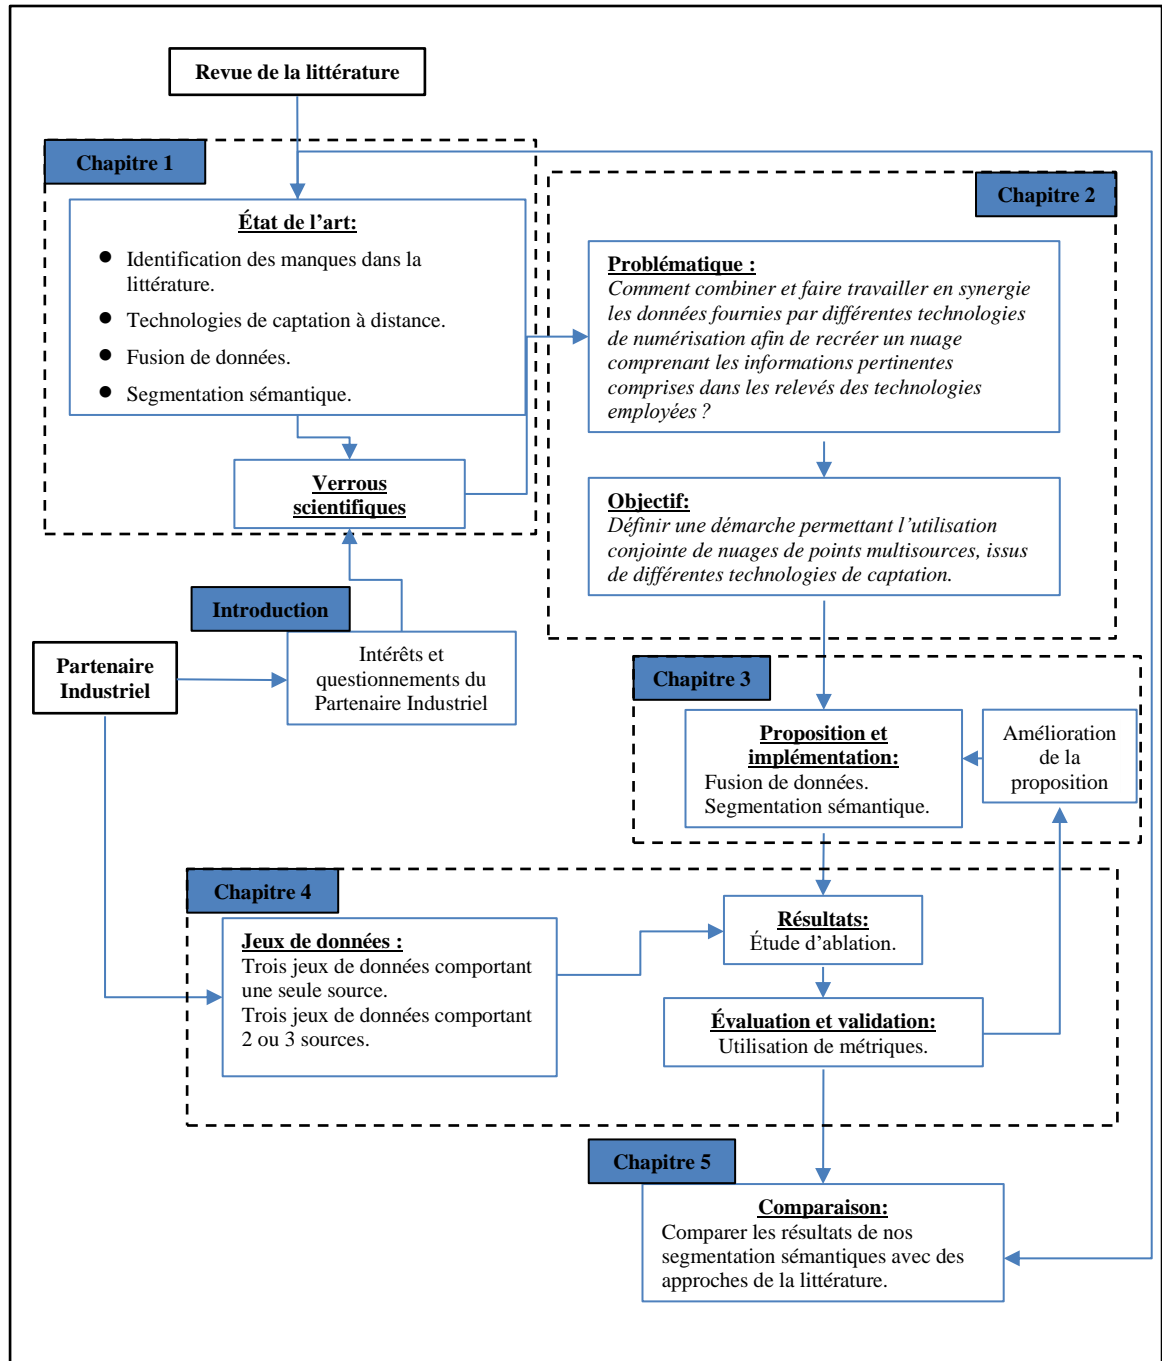 Revue de la littérature
Chapitre 1
État de l'art:
● Identification des manques dans la
littérature.
● Technologies de captation à distance.
● Fusion de données.
● Segmentation sémantique.
Verrous
scientifiques
Chapitre 2
Problématique :
Comment combiner et faire travailler en synergie
les données fournies par différentes technologies
de numérisation afin de recréer un nuage
comprenant les informations pertinentes
comprises dans les relevés des technologies
employées ?
Objectif:
Définir une démarche permettant l'utilisation
conjointe de nuages de points multisources, issus
de différentes technologies de captation.
Introduction
Partenaire
Industriel
Intérêts et
questionnements du
Partenaire Industriel
Chapitre 3
Proposition et
implémentation:
Fusion de données.
Segmentation sémantique.
Amélioration
de la
proposition
Chapitre 4
Jeux de données :
Trois jeux de données comportant
une seule source.
Trois jeux de données comportant
2 ou 3 sources.
Résultats:
Étude d'ablation.
Évaluation et validation:
Utilisation de métriques.
Chapitre 5
Comparaison:
Comparer les résultats de nos
segmentation sémantiques avec des
approches de la littérature.